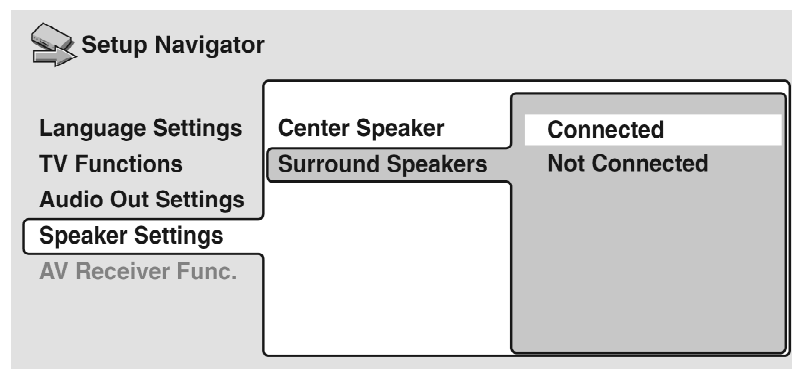 Setup Navigator
Language Settings
TV Functions
Audio Out Settings
Speaker Settings
AV Receiver Func.
Center Speaker
Surround Speakers
Connected
Not Connected